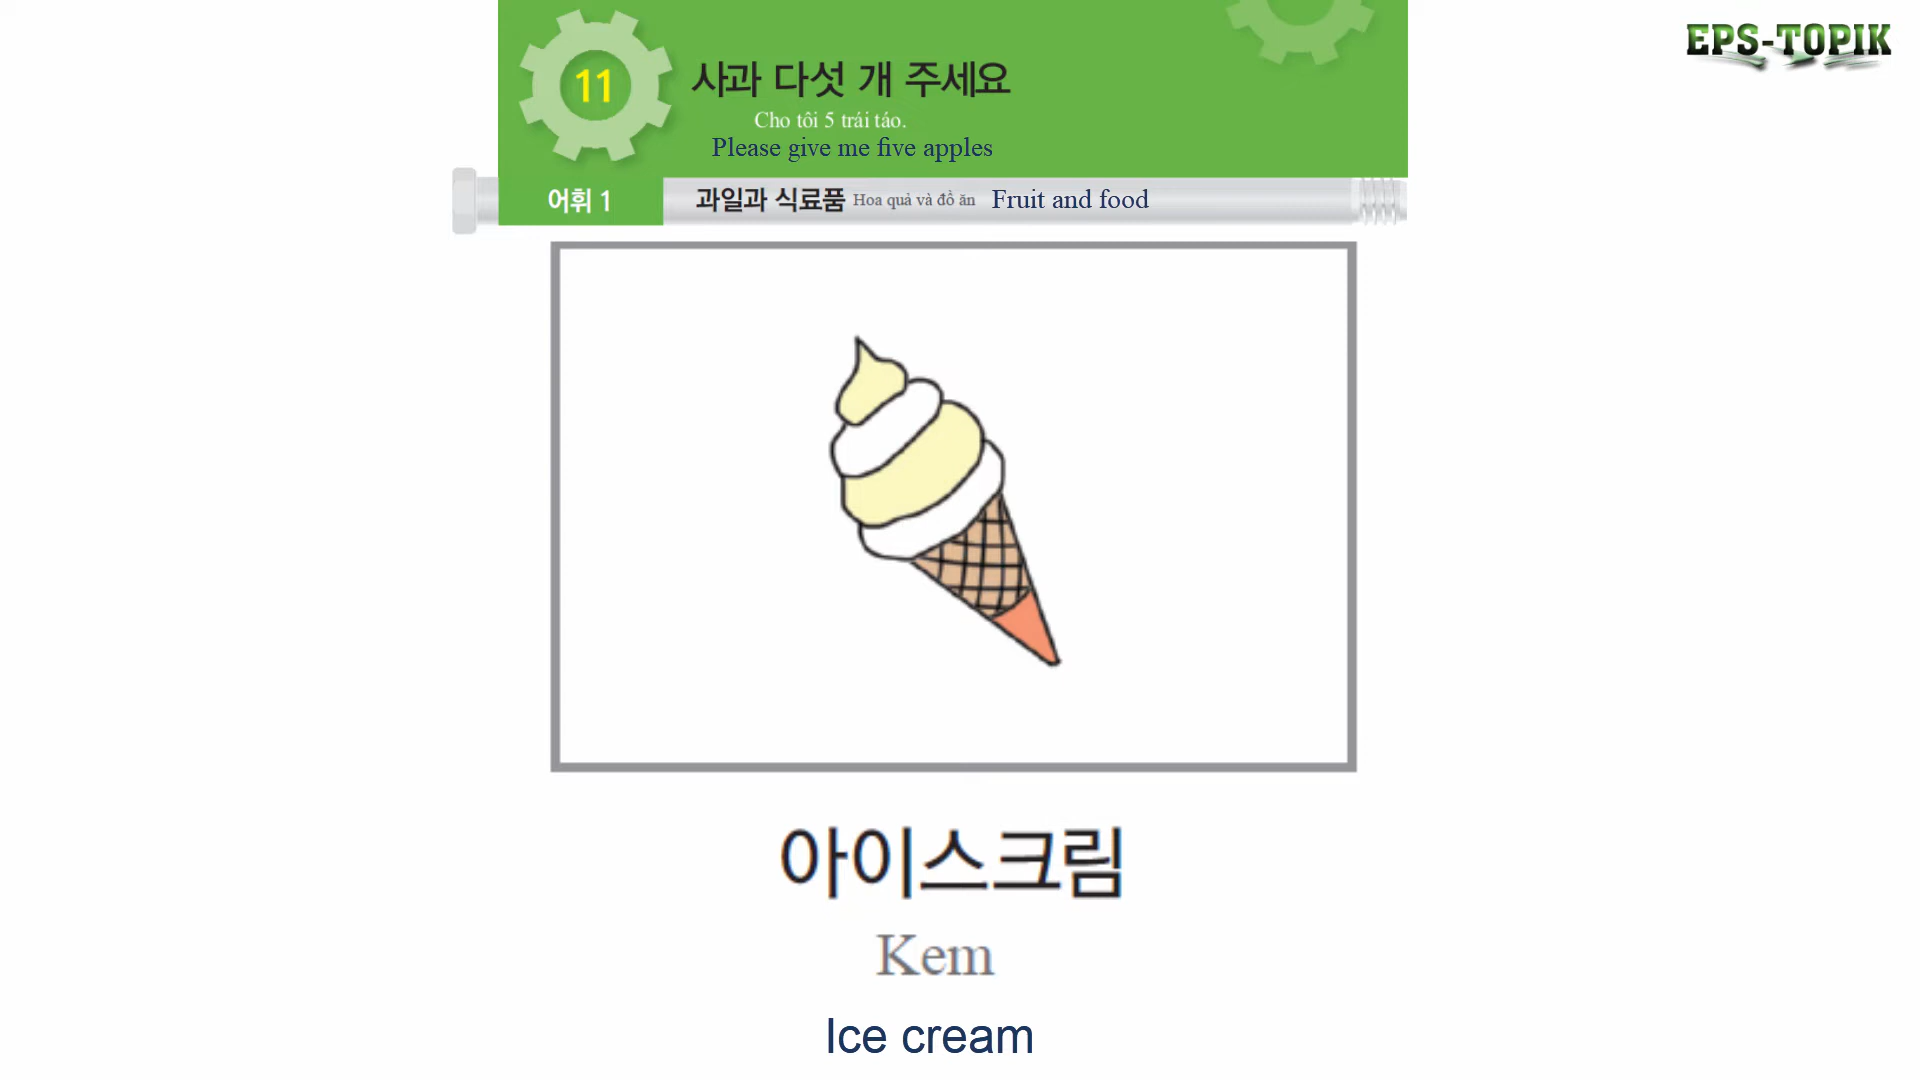 11
사과 다섯 개 주세요
Cho tôi 5 trái táo.
Please give me five apples
EPS-TOPIK
어휘 1 과일과 식료품 Hoa quả và đồ ăn Fruit and food
아이스크림
Kem
Ice cream